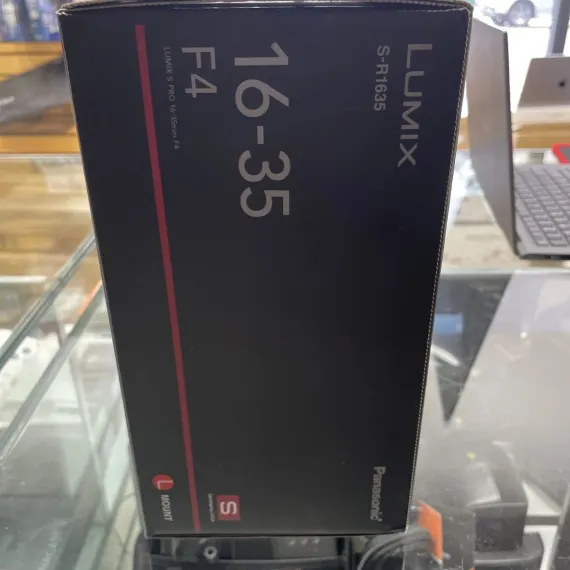 LUMIX
S-R1635
16-35
F4
LUMIX S PRO 16-35mm F4
Panasonic
S
L MOUNT